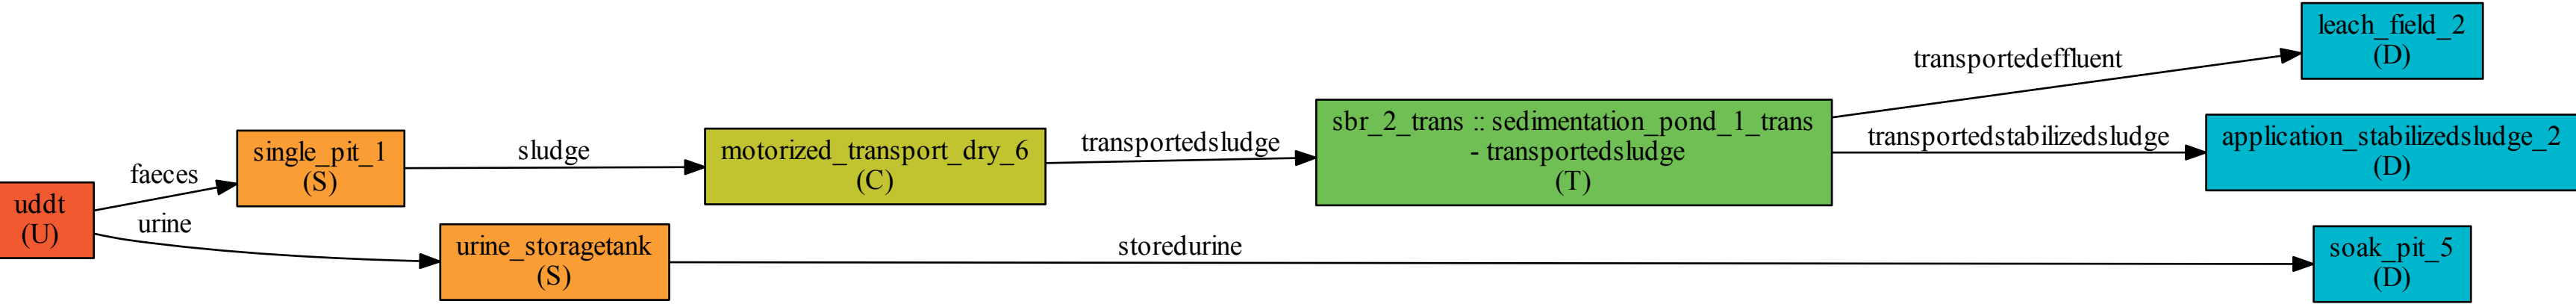 uddt
(U)
faeces
urine
single_pit_1
(S)
urine_storagetank
(S)
sludge
storedurine
motorized_transport_dry_6
(C)
transportedsludge
sbr_2_trans :: sedimentation_pond_1_trans
- transportedsludge
(T)
transportedeffluent
transportedstabilizedsludge
leach_field_2
(D)
application_stabilizedsludge_2
(D)
soak_pit_5
(D)